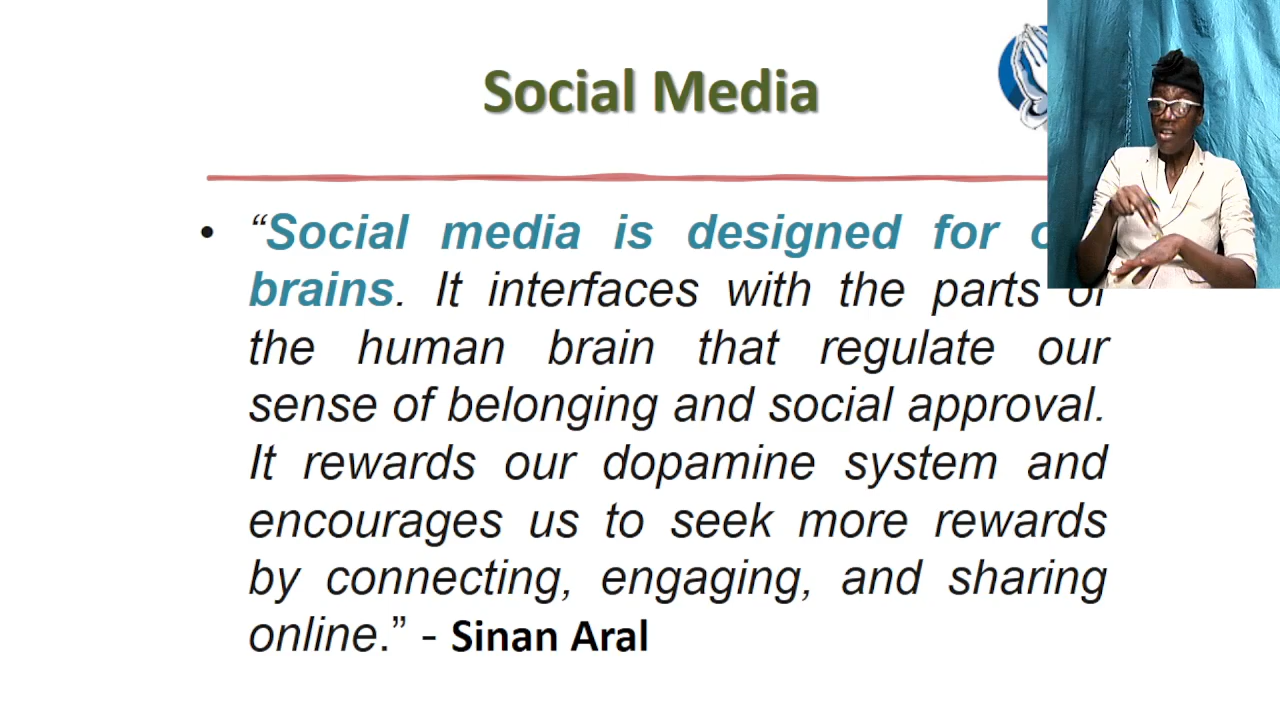 Social Media
• “Social media is designed for
brains. It interfaces with the parts of
the human brain that regulate our
sense of belonging and social approval.
It rewards our dopamine system and
encourages us to seek more rewards
by connecting, engaging, and sharing
online.” - Sinan Aral